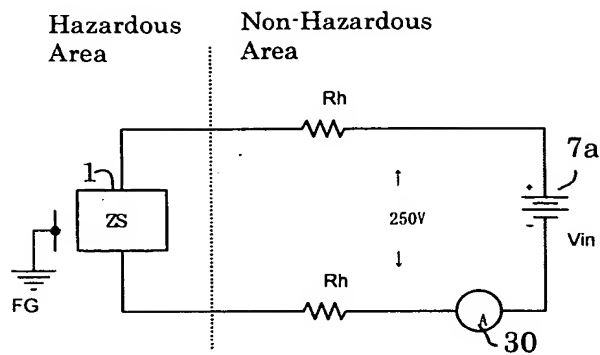 Hazardous
Area
Non-Hazardous
Area
Rh
1
ZS
FG
↑
250V
↓
7a
+
-
Vin
Rh
A
30